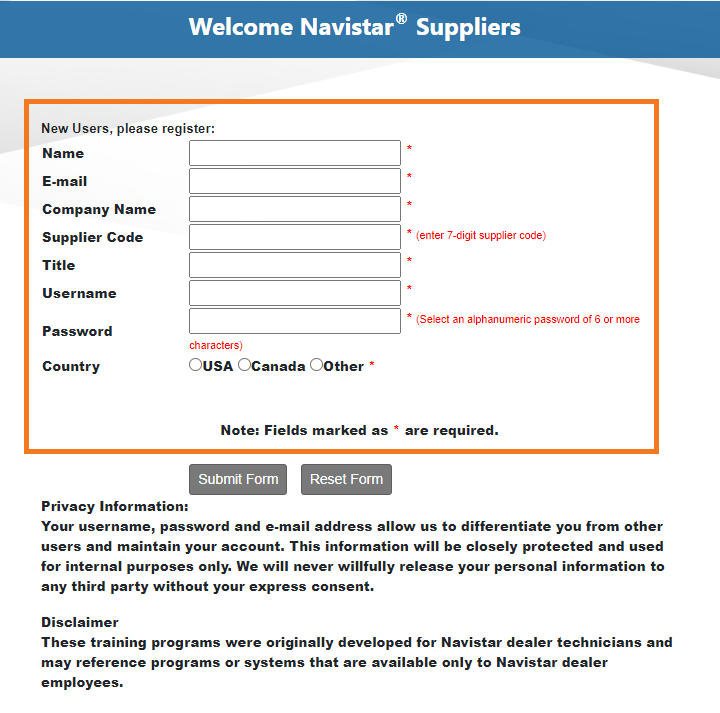 Welcome Navistar® Suppliers
New Users, please register:
Name *
E-mail *
Company Name *
Supplier Code * (enter 7-digit supplier code)
Title *
Username *
Password * (Select an alphanumeric password of 6 or more
characters)
Country USA Canada Other *
Note: Fields marked as * are required.
Submit Form Reset Form
Privacy Information:
Your username, password and e-mail address allow us to differentiate you from other
users and maintain your account. This information will be closely protected and used
for internal purposes only. We will never willfully release your personal information to
any third party without your express consent.
Disclaimer
These training programs were originally developed for Navistar dealer technicians and
may reference programs or systems that are available only to Navistar dealer
employees.